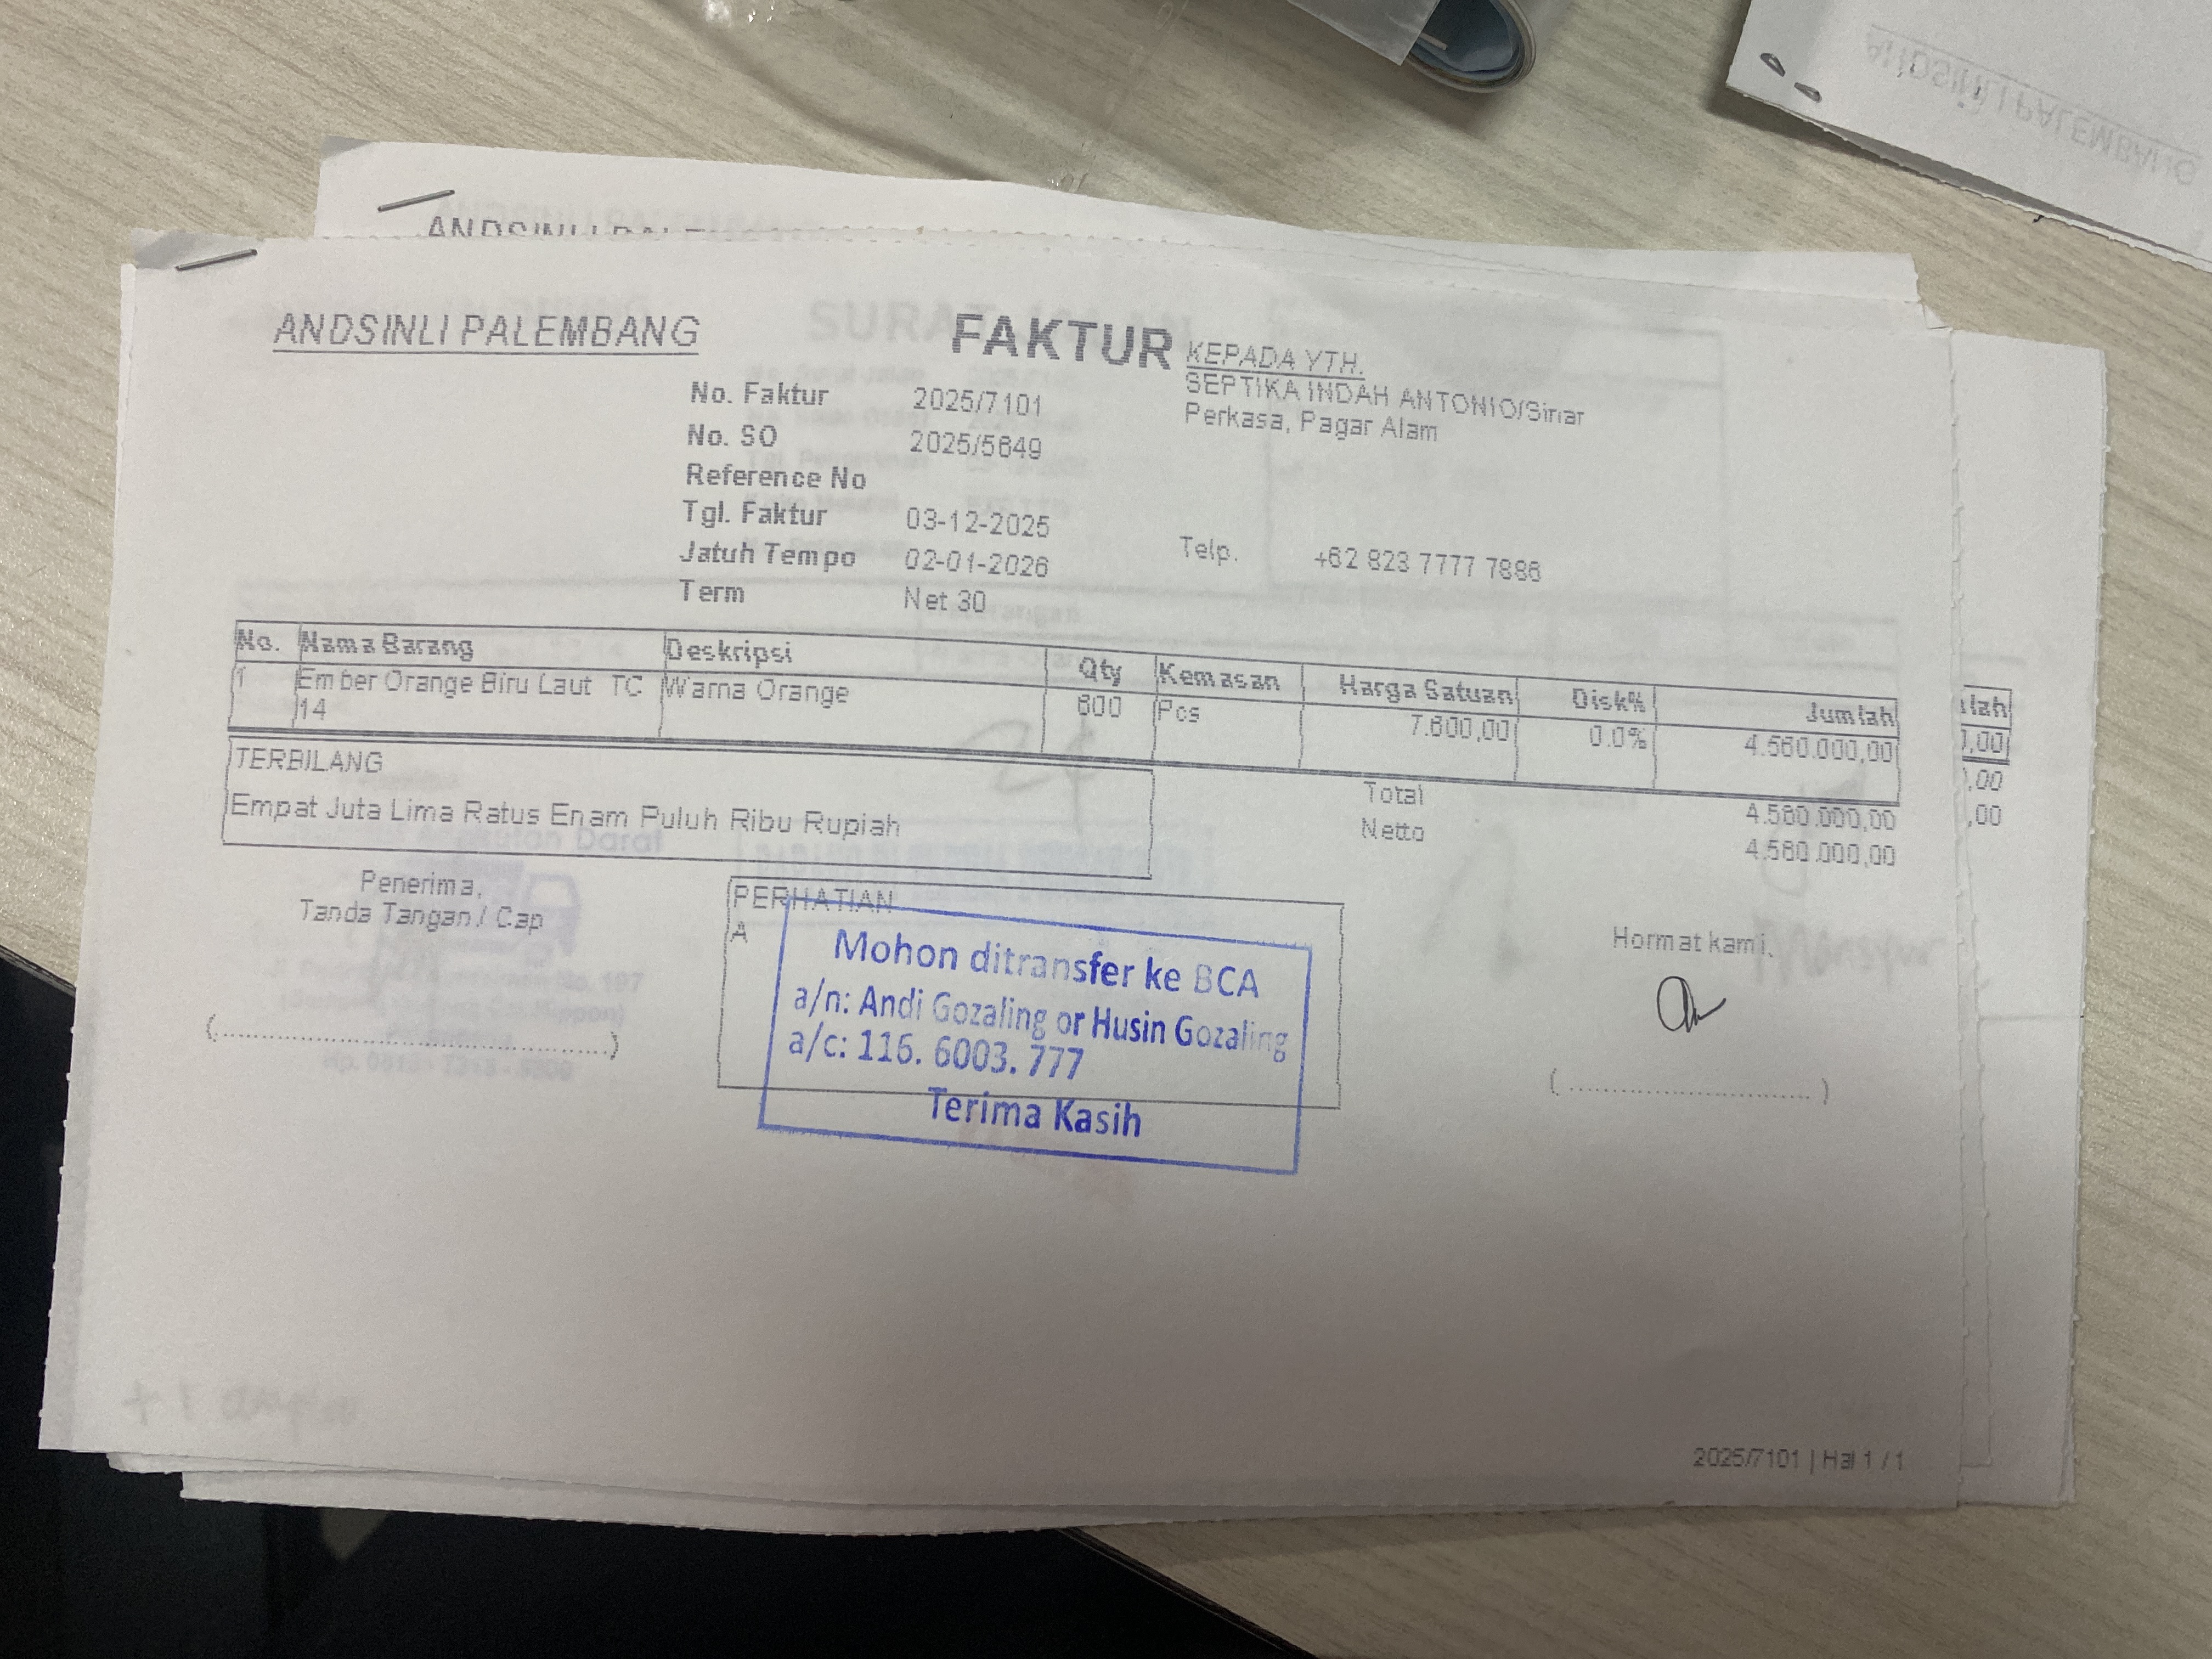 ANDSINLI PALEMBANG
ANDSINLI PALEMBANG
FAKTUR
KEPADA YTH.
SEPTIKA INDAH ANTONIO/Sinar
Perkasa, Pagar Alam
No. Faktur 2025/7101
No. SO 2025/5649
Reference No
Tgl. Faktur 03-12-2025
Jatuh Tempo 02-01-2026
Term Net 30
Telp. +62 823 7777 7886
No. Nama Barang Deskripsi Qty Kemasan Harga Satuan Disk% Jumlah
1 Ember Orange Biru Laut TC Warna Orange 600 Pcs 7.600,00 0.0% 4.560.000,00
14
TERBILANG
Empat Juta Lima Ratus Enam Puluh Ribu Rupiah
Total 4.560.000,00
Netto 4.560.000,00
Penerima,
Tanda Tangan / Cap
PERHATIAN
A
Mohon ditransfer ke BCA
a/n: Andi Gozaling or Husin Gozaling
a/c: 116. 6003. 777
Terima Kasih
Hormat kami,
(..............................)
(..............................)
2025/7101 | Hal 1 / 1